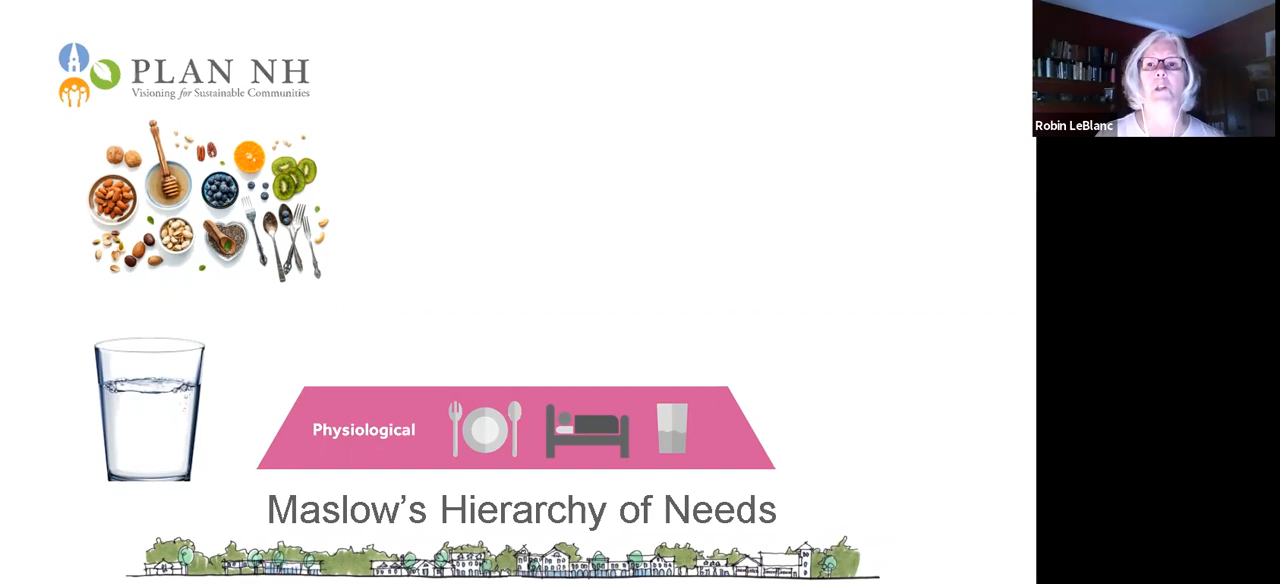 PLAN NH
Visioning for Sustainable Communities
Robin LeBlanc
Physiological
Maslow's Hierarchy of Needs